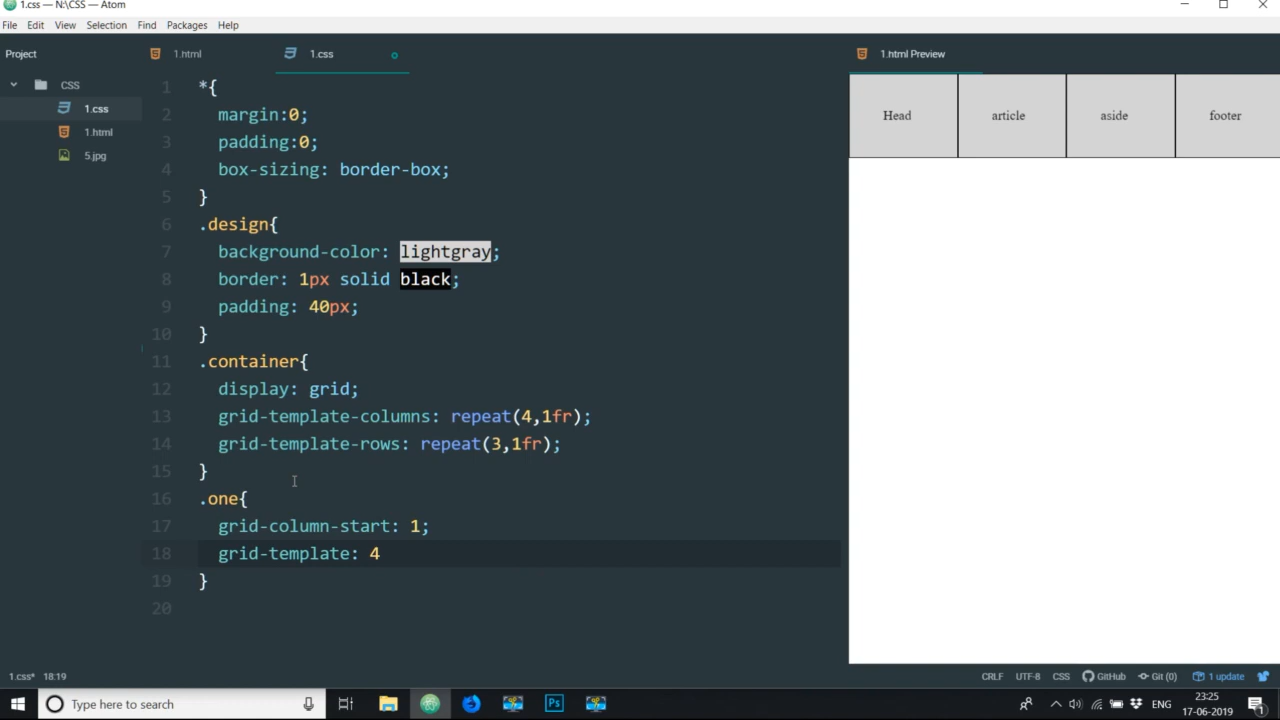 1.css — N:\CSS — Atom
File Edit View Selection Find Packages Help
Project
1.html
1.css
1.html Preview
CSS
1.css
1.html
5.jpg
1 *{
2 margin:0;
3 padding:0;
4 box-sizing: border-box;
5 }
6 .design{
7 background-color: lightgray;
8 border: 1px solid black;
9 padding: 40px;
10 }
11 .container{
12 display: grid;
13 grid-template-columns: repeat(4,1fr);
14 grid-template-rows: repeat(3,1fr);
15 }
16 .one{
17 grid-column-start: 1;
18 grid-template: 4
19 }
20
Head article aside footer
1.css* 18:19
CRLF UTF-8 CSS GitHub Git (0) 1 update
Type here to search
Ps
ENG
23:25
17-06-2019
1